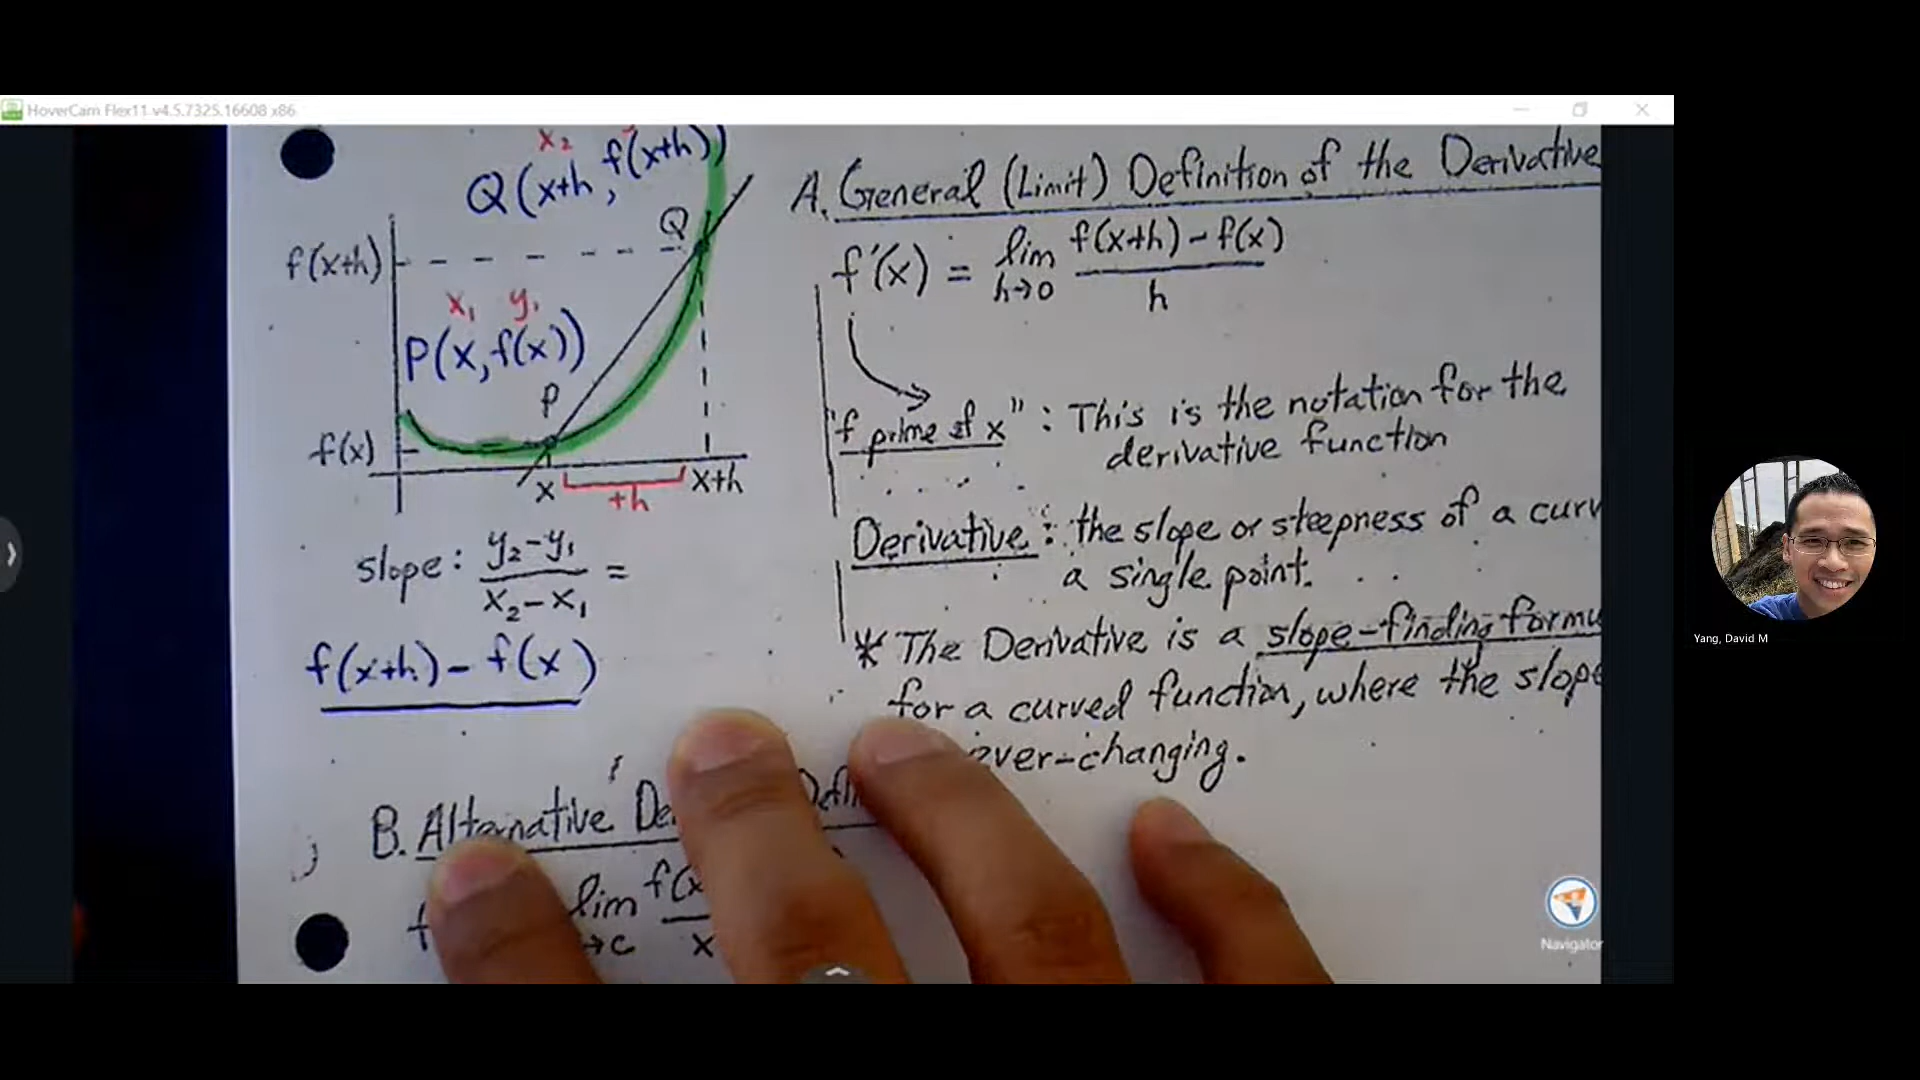 HoverCam Flex11 v4.5.7325.16608 x86
x₂
Q(x+h, f(x+h))
Q
f(x+h)
x₁ y₁
P(x, f(x))
P
f(x)
x x+h
+h
slope: y₂-y₁ / x₂-x₁ =
f(x+h) - f(x)
B. Alternative
lim f(x
→c x
A. General (Limit) Definition of the Derivative
f'(x) = lim h→0 f(x+h) - f(x) / h
"f prime of x": This is the notation for the
derivative function
Derivative: the slope or steepness of a curv
a single point.
* The Derivative is a slope-finding formu
for a curved function, where the slope
ever-changing.
Navigator
Yang, David M